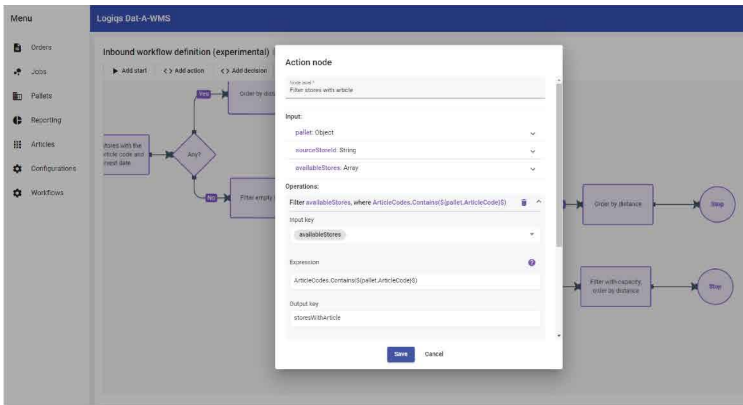 Menu
Logiqs Dat-A-WMS
Orders
Jobs
Pallets
Reporting
Articles
Configurations
Workflows
Inbound workflow definition (experimental)
Add start
< > Add action
< > Add decision
Yes
Order by dist
stores with the
article code and
date
Any?
No
Filter empty
Action node
Filter stores with article
Input:
pallet: Object
sourceStoreId: String
availableStores: Array
Operations:
Filter availableStores, where ArticleCodes.Contains($(pallet.ArticleCode)$)
Input key
availableStores
Expression
ArticleCodes.Contains($(pallet.ArticleCode)$)
Output key
storesWithArticle
Save
Cancel
Order by distance
Stop
Filter with capacity,
order by distance
Stop